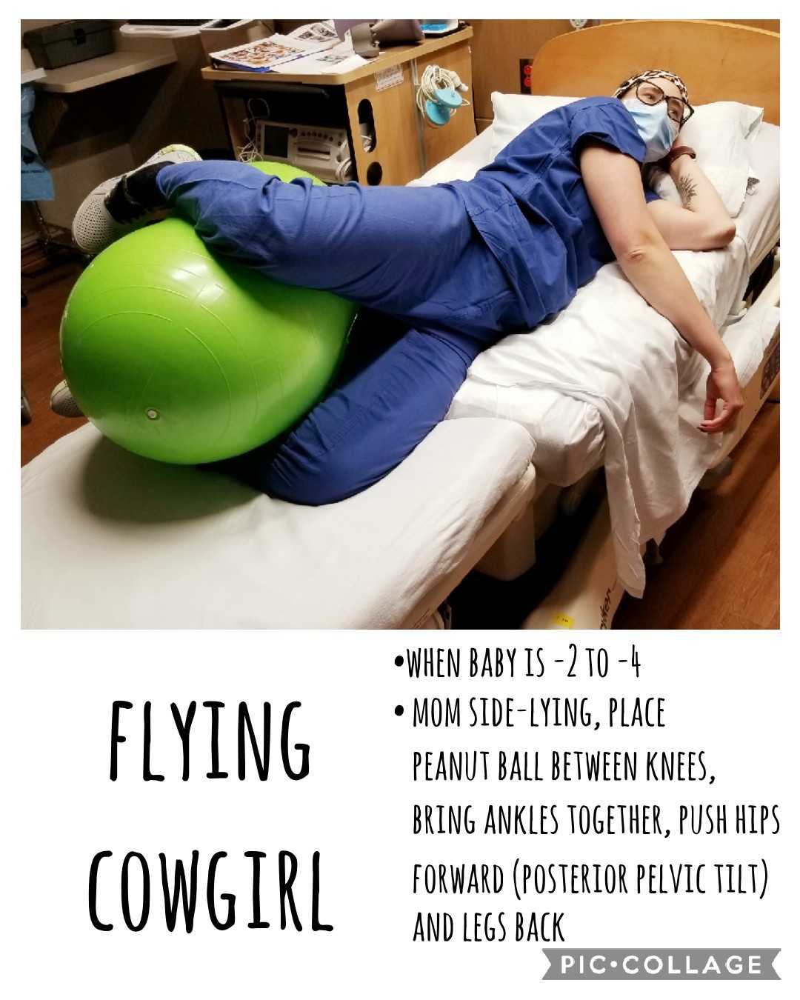 FLYING
COWGIRL
•WHEN BABY IS -2 TO -4
• MOM SIDE-LYING, PLACE
PEANUT BALL BETWEEN KNEES,
BRING ANKLES TOGETHER, PUSH HIPS
FORWARD (POSTERIOR PELVIC TILT)
AND LEGS BACK
PIC•COLLAGE